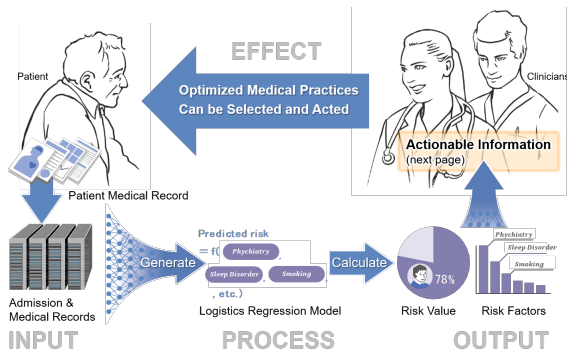 EFFECT
Patient
Clinicians
Optimized Medical Practices
Can be Selected and Acted
Actionable Information
(next page)
Patient Medical Record
Predicted risk
= f(
Phychiatry
,
Generate
Sleep Disorder
,
Smoking
, etc.)
Calculate
78%
Phychiatry
Sleep Disorder
Smoking
Admission &
Medical Records
Logistics Regression Model
Risk Value
Risk Factors
INPUT
PROCESS
OUTPUT